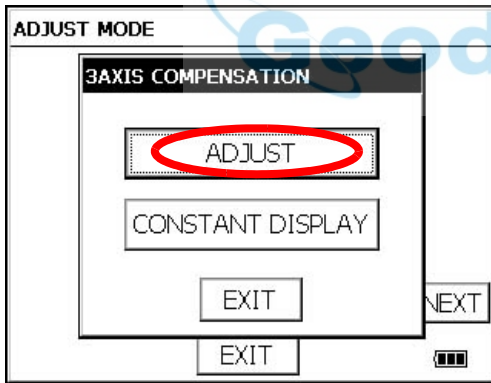 ADJUST MODE
3AXIS COMPENSATION
ADJUST
CONSTANT DISPLAY
EXIT
NEXT
EXIT